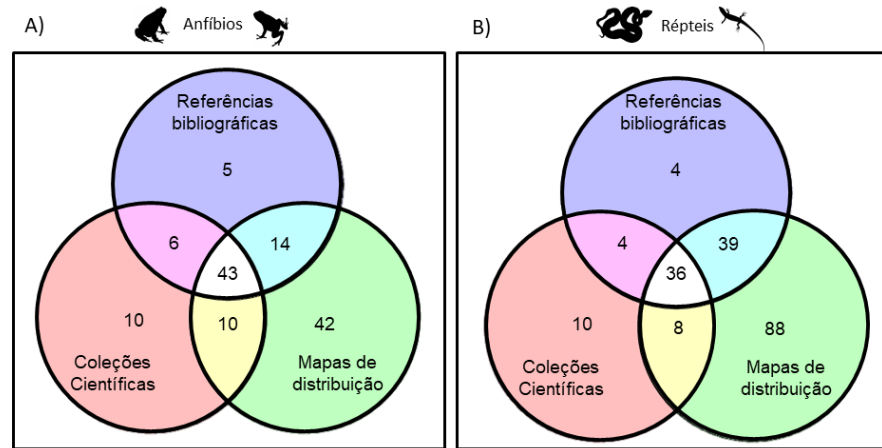 A)
Anfíbios
Referências
bibliográficas
5
6
14
43
10
10
42
Coleções
Científicas
Mapas de
distribuição
B)
Répteis
Referências
bibliográficas
4
4
39
36
10
8
88
Coleções
Científicas
Mapas de
distribuição